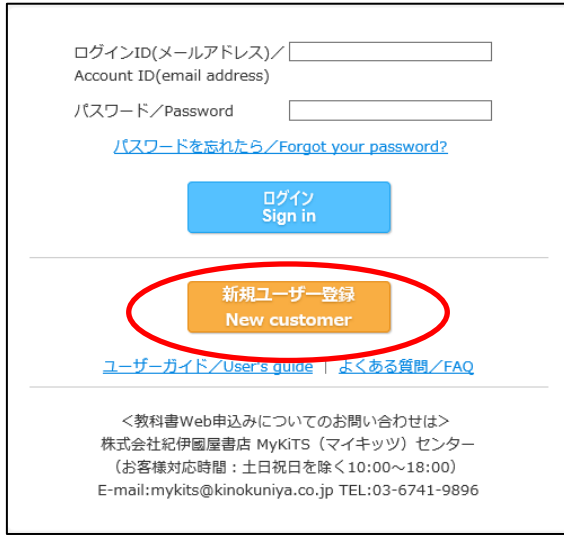 ログインID(メールアドレス)／
Account ID(email address)
パスワード／Password
パスワードを忘れたら／Forgot your password?
ログイン
Sign in
新規ユーザー登録
New customer
ユーザーガイド／User's guide | よくある質問／FAQ
＜教科書Web申込みについてのお問い合わせは＞
株式会社紀伊國屋書店 MyKiTS（マイキッツ）センター
（お客様対応時間：土日祝日を除く10:00～18:00）
E-mail:mykits@kinokuniya.co.jp TEL:03-6741-9896